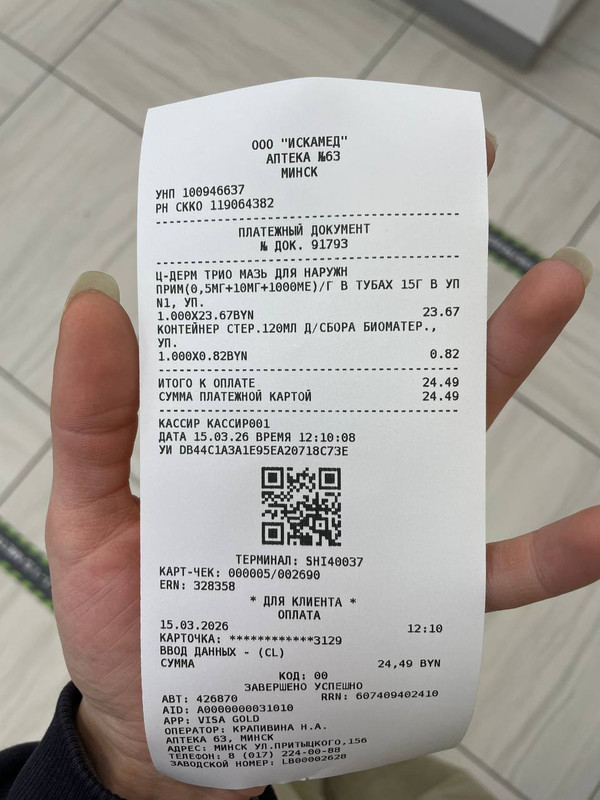 ООО "ИСКАМЕД"
АПТЕКА №63
МИНСК
УНП 100946637
РН СККО 119064382
ПЛАТЕЖНЫЙ ДОКУМЕНТ
№ ДОК. 91793
Ц-ДЕРМ ТРИО МАЗЬ ДЛЯ НАРУЖН
ПРИМ(0,5МГ+10МГ+1000МЕ)/Г В ТУБАХ 15Г В УП
N1, УП.
1.000X23.67BYN 23.67
КОНТЕЙНЕР СТЕР.120МЛ Д/СБОРА БИОМАТЕР.,
УП.
1.000X0.82BYN 0.82
ИТОГО К ОПЛАТЕ 24.49
СУММА ПЛАТЕЖНОЙ КАРТОЙ 24.49
КАССИР КАССИР001
ДАТА 15.03.26 ВРЕМЯ 12:10:08
УИ DB44C1A3A1E95EA20718C73E
ТЕРМИНАЛ: SHI40037
КАРТ-ЧЕК: 000005/002690
ERN: 328358
* ДЛЯ КЛИЕНТА *
ОПЛАТА
15.03.2026 12:10
КАРТОЧКА: ************3129
ВВОД ДАННЫХ - (CL)
СУММА 24,49 BYN
КОД: 00
ЗАВЕРШЕНО УСПЕШНО
АВТ: 426870 RRN: 607409402410
AID: A0000000031010
APP: VISA GOLD
ОПЕРАТОР: КРАПИВИНА Н.А.
АПТЕКА 63, МИНСК
АДРЕС: МИНСК УЛ.ПРИТЫЦКОГО,156
ТЕЛЕФОН: 8 (017) 224-00-88
ЗАВОДСКОЙ НОМЕР: LB00002628